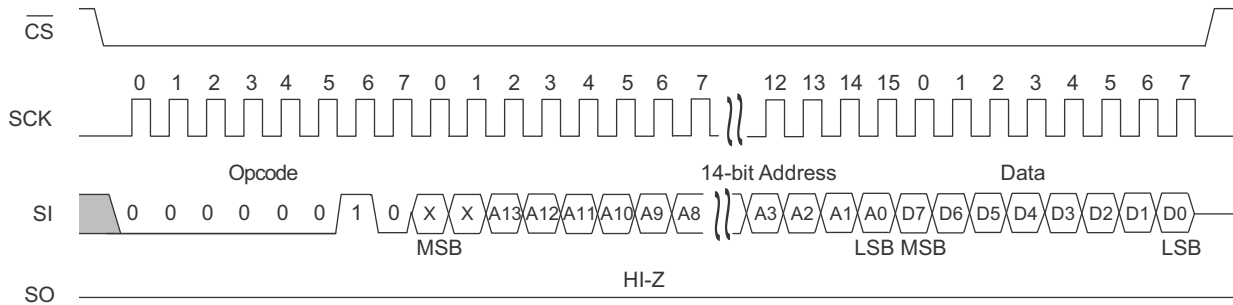 CS
0 1 2 3 4 5 6 7 0 1 2 3 4 5 6 7 12 13 14 15 0 1 2 3 4 5 6 7
SCK
Opcode 14-bit Address Data
SI 0 0 0 0 0 0 1 0 X X A13 A12 A11 A10 A9 A8 A3 A2 A1 A0 D7 D6 D5 D4 D3 D2 D1 D0
MSB LSB MSB LSB
HI-Z
SO